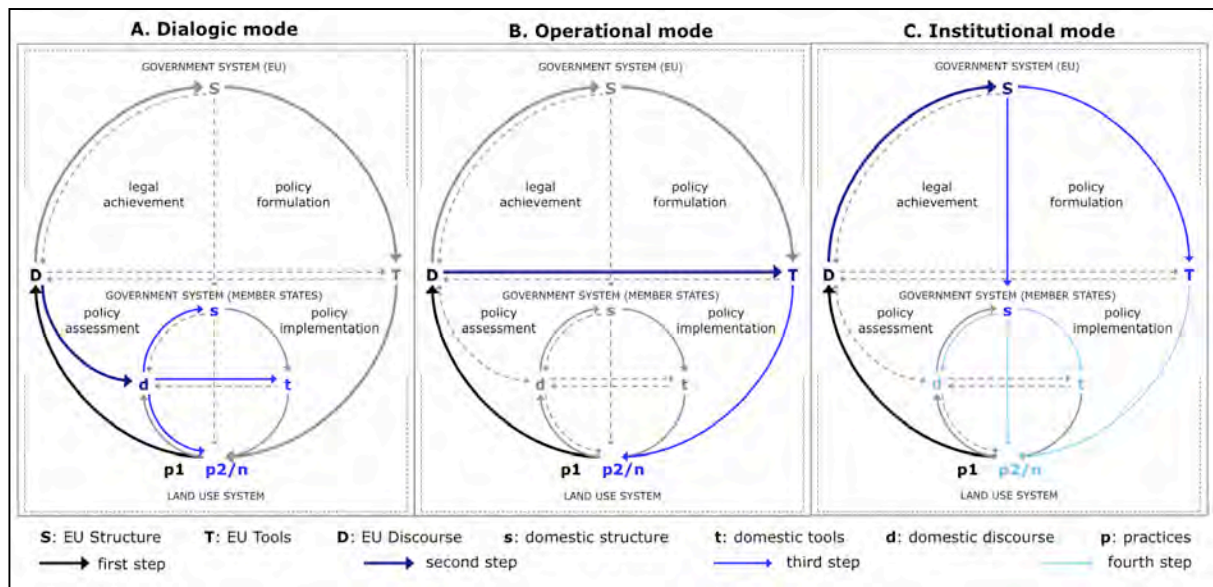 A. Dialogic mode
B. Operational mode
C. Institutional mode
GOVERNMENT SYSTEM (EU)
S
legal achievement
policy formulation
D
T
GOVERNMENT SYSTEM (MEMBER STATES)
policy assessment
s
policy implementation
d
t
p1 p2/n
LAND USE SYSTEM
GOVERNMENT SYSTEM (EU)
S
legal achievement
policy formulation
D
T
GOVERNMENT SYSTEM (MEMBER STATES)
policy assessment
s
policy implementation
d
t
p1 p2/n
LAND USE SYSTEM
GOVERNMENT SYSTEM (EU)
S
legal achievement
policy formulation
D
T
GOVERNMENT SYSTEM (MEMBER STATES)
policy assessment
s
policy implementation
d
t
p1 p2/n
LAND USE SYSTEM
S: EU Structure T: EU Tools D: EU Discourse s: domestic structure t: domestic tools d: domestic discourse p: practices
first step second step third step fourth step